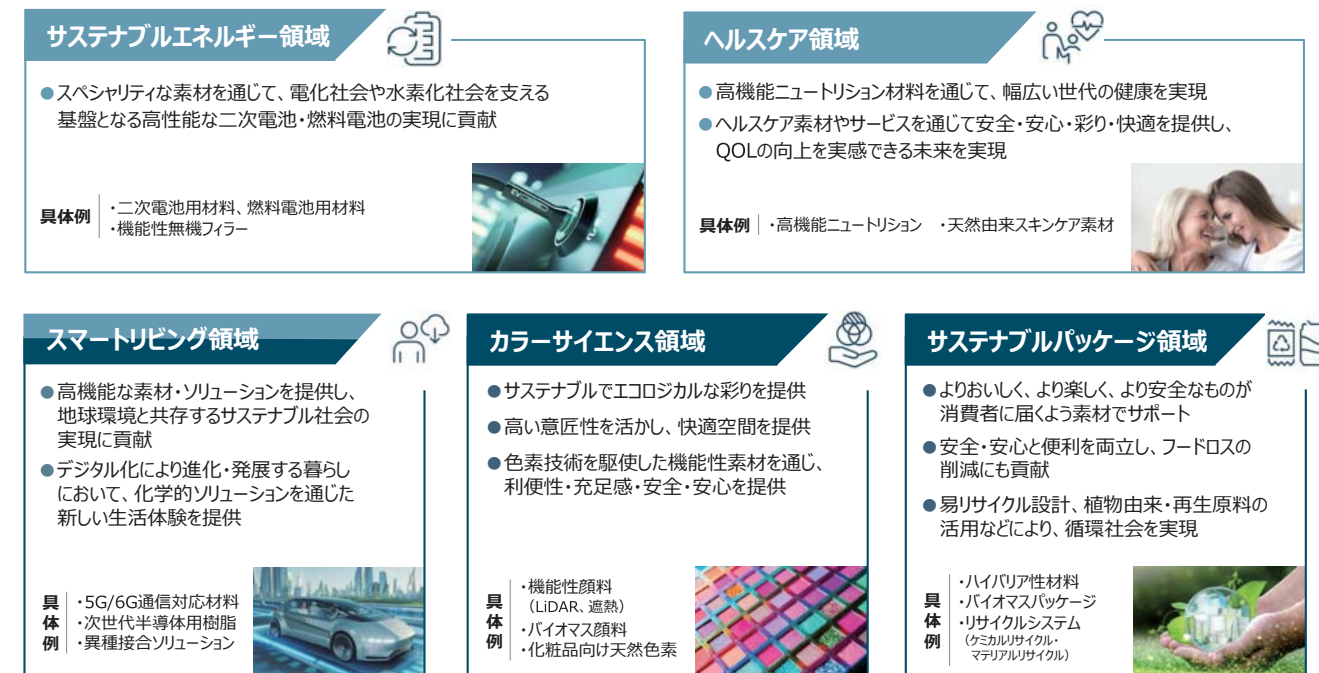 サステナブルエネルギー領域
●スペシャリティな素材を通じて、電化社会や水素化社会を支える
基盤となる高性能な二次電池・燃料電池の実現に貢献
具体例
・二次電池用材料、燃料電池用材料
・機能性無機フィラー
ヘルスケア領域
●高機能ニュートリション材料を通じて、幅広い世代の健康を実現
●ヘルスケア素材やサービスを通じて安全・安心・彩り・快適を提供し、
QOLの向上を実感できる未来を実現
具体例
・高機能ニュートリション ・天然由来スキンケア素材
スマートリビング領域
●高機能な素材・ソリューションを提供し、
地球環境と共存するサステナブル社会の
実現に貢献
●デジタル化により進化・発展する暮らし
において、化学的ソリューションを通じた
新しい生活体験を提供
具体例
・5G/6G通信対応材料
・次世代半導体用樹脂
・異種接合ソリューション
カラーサイエンス領域
●サステナブルでエコロジカルな彩りを提供
●高い意匠性を活かし、快適空間を提供
●色素技術を駆使した機能性素材を通じ、
利便性・充足感・安全・安心を提供
具体例
・機能性顔料
（LiDAR、遮熱）
・バイオマス顔料
・化粧品向け天然色素
サステナブルパッケージ領域
●よりおいしく、より楽しく、より安全なものが
消費者に届くよう素材でサポート
●安全・安心と便利を両立し、フードロスの
削減にも貢献
●易リサイクル設計、植物由来・再生原料の
活用などにより、循環社会を実現
具体例
・ハイバリア性材料
・バイオマスパッケージ
・リサイクルシステム
（ケミカルリサイクル・
マテリアルリサイクル）